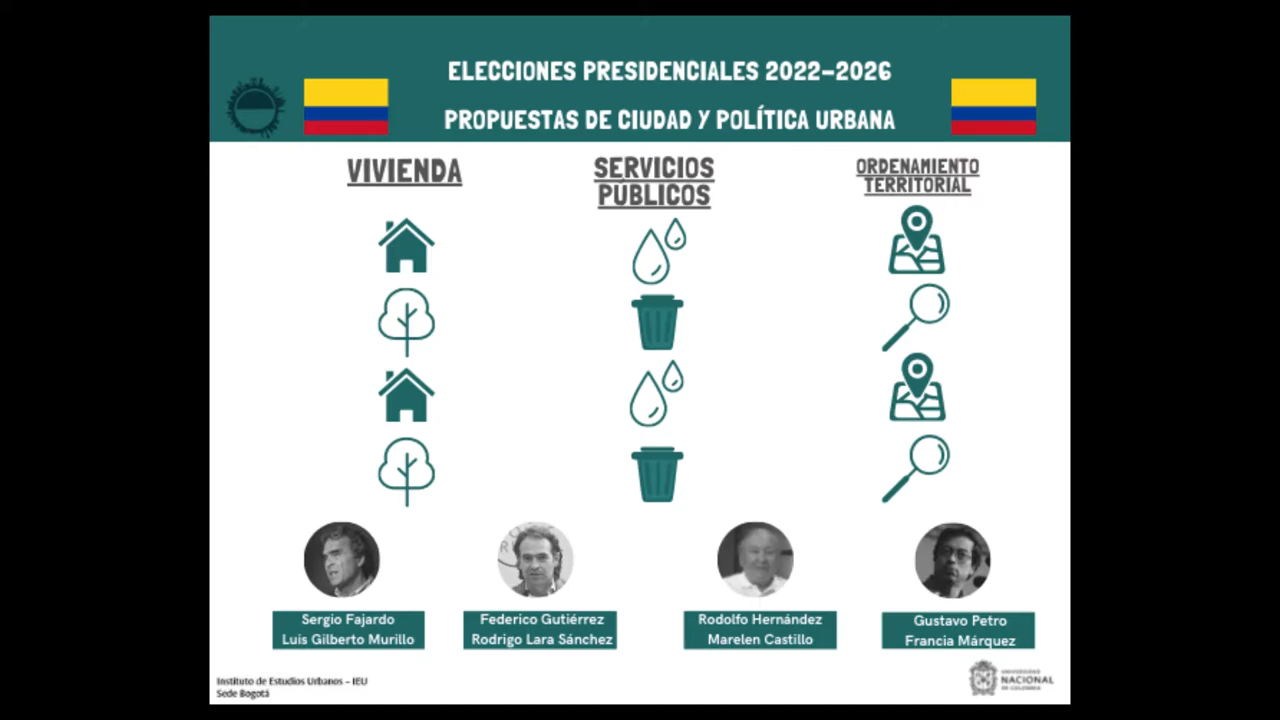 ELECCIONES PRESIDENCIALES 2022-2026
PROPUESTAS DE CIUDAD Y POLÍTICA URBANA
VIVIENDA
SERVICIOS
PÚBLICOS
ORDENAMIENTO
TERRITORIAL
Sergio Fajardo
Luis Gilberto Murillo
Federico Gutiérrez
Rodrigo Lara Sánchez
Rodolfo Hernández
Marelen Castillo
Gustavo Petro
Francia Márquez
Instituto de Estudios Urbanos - IEU
Sede Bogotá
UNIVERSIDAD
NACIONAL
DE COLOMBIA